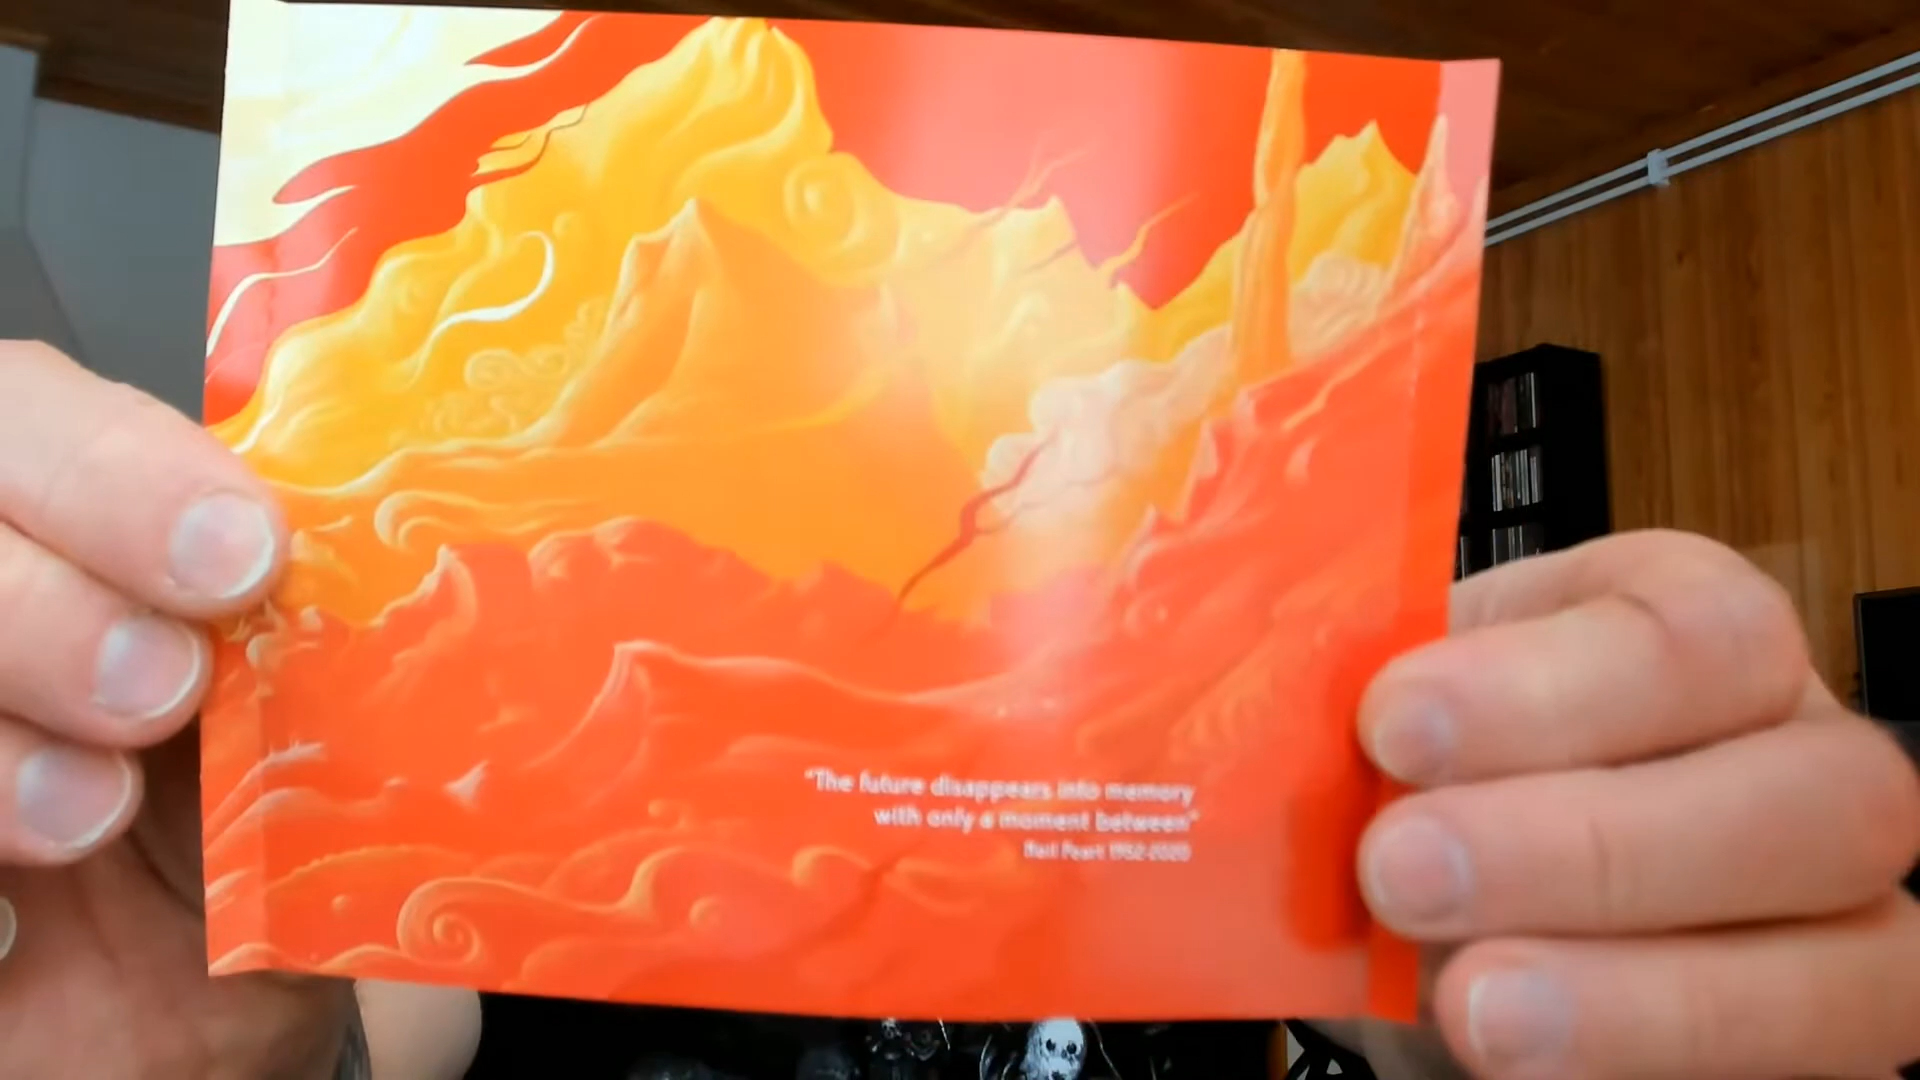 "The future disappears into memory
with only a moment between"
Neil Peart 1952-2020